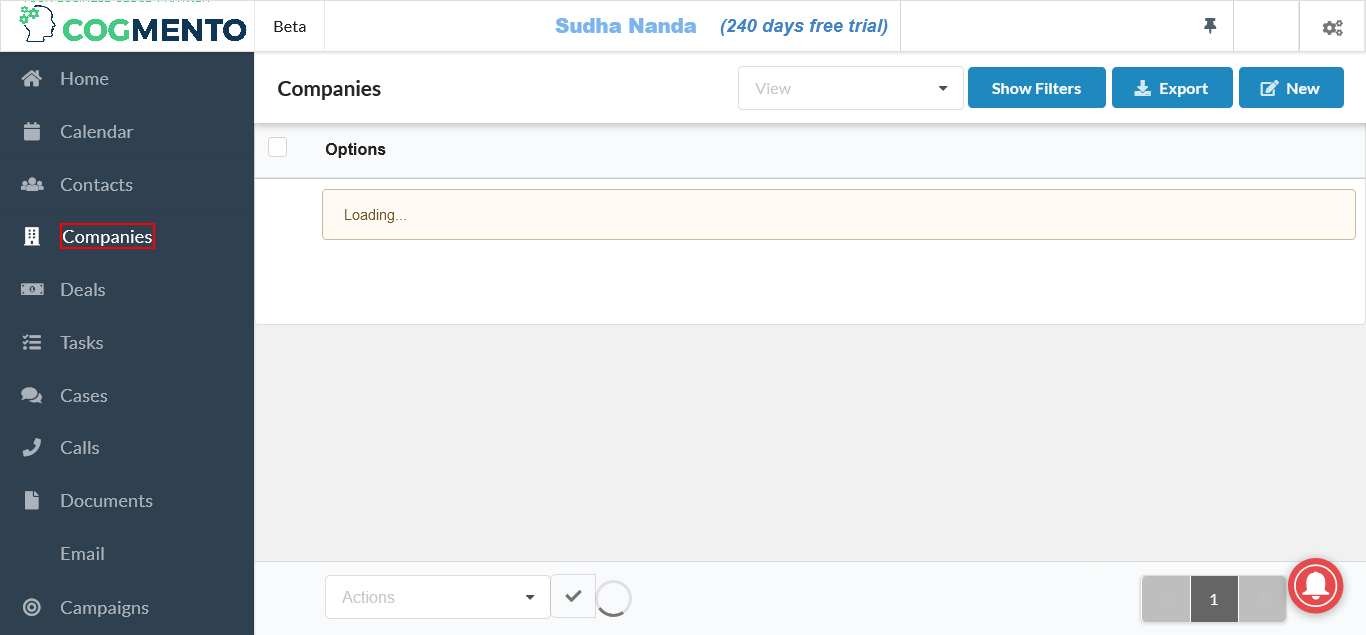 COGMENTO
Beta
Sudha Nanda
(240 days free trial)
Home
Calendar
Contacts
Companies
Deals
Tasks
Cases
Calls
Documents
Email
Campaigns
Companies
View
Show Filters
Export
New
Options
Loading...
Actions
1